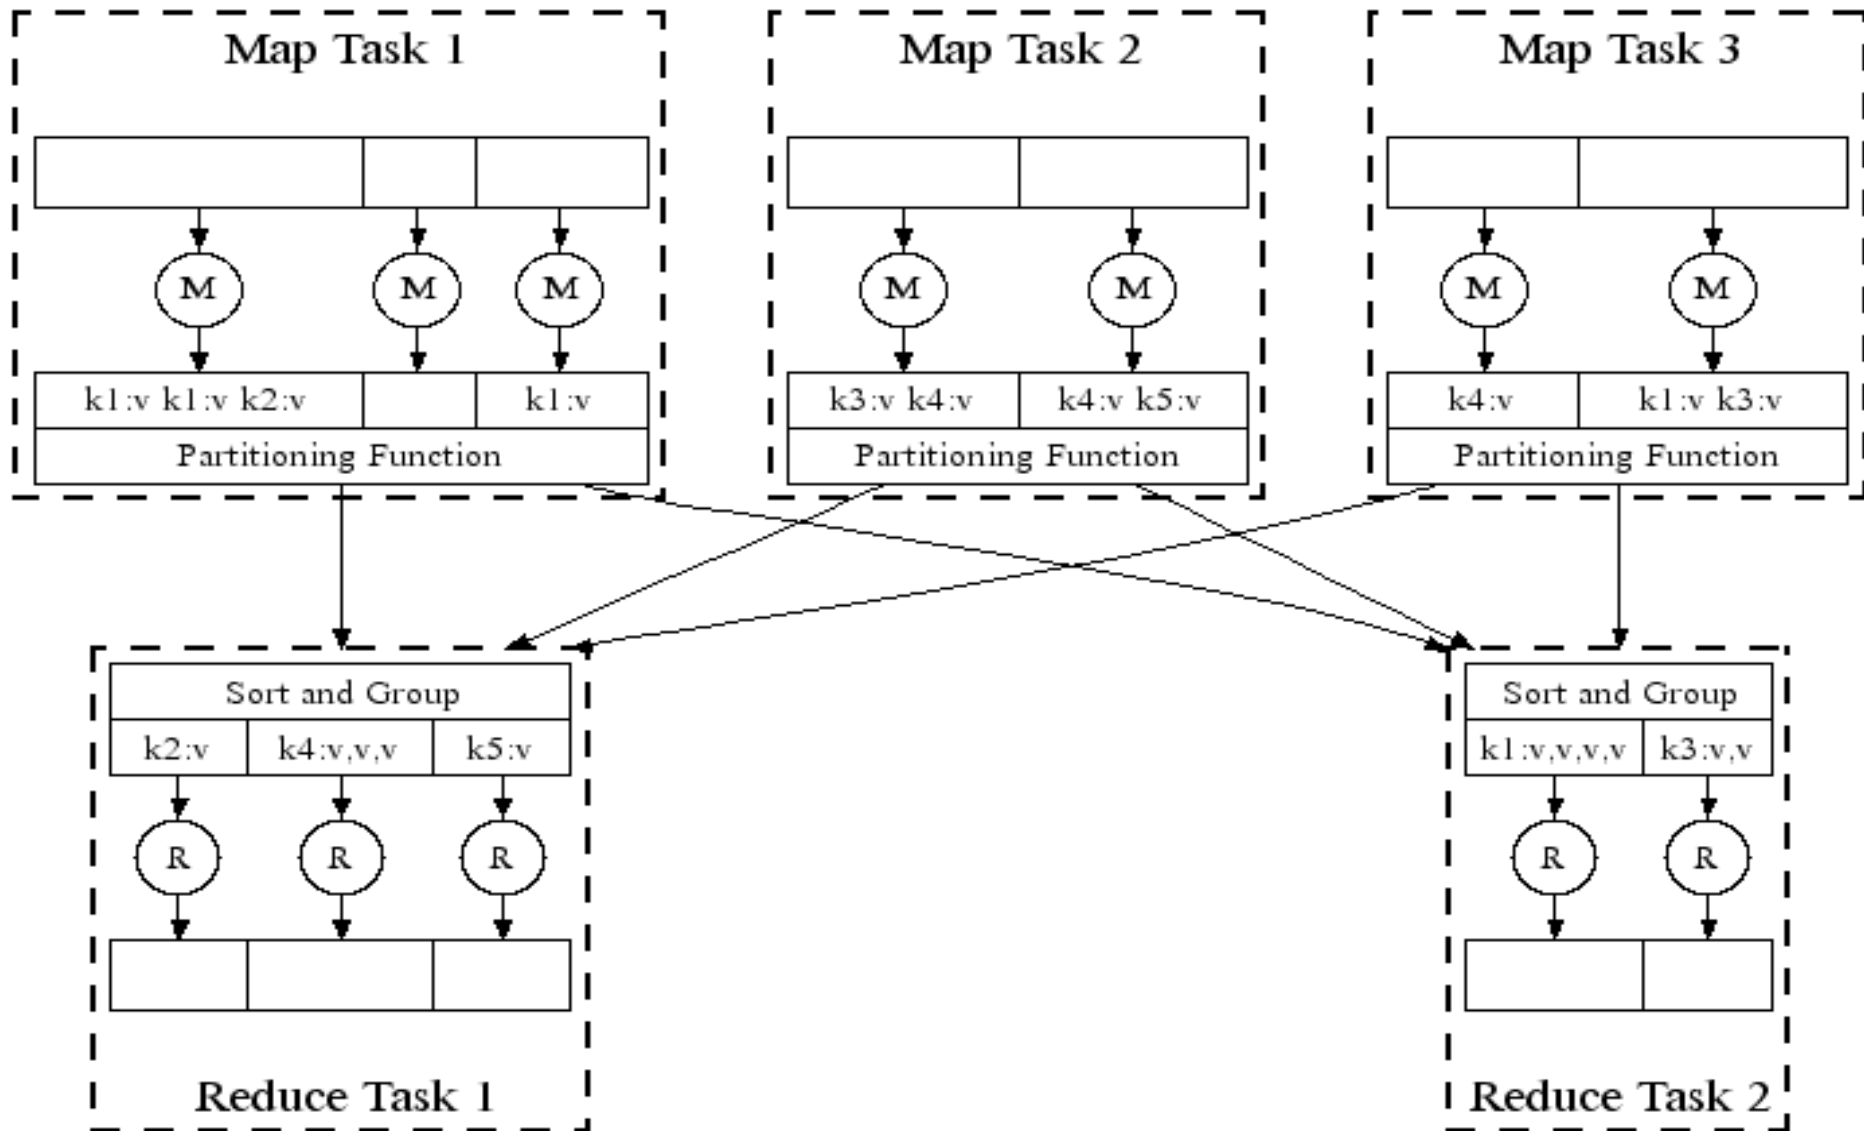 Map Task 1 Map Task 2 Map Task 3
M M M M M M M
k1:v k1:v k2:v k1:v k3:v k4:v k4:v k5:v k4:v k1:v k3:v
Partitioning Function Partitioning Function Partitioning Function
Sort and Group Sort and Group
k2:v k4:v,v,v k5:v k1:v,v,v,v k3:v,v
R R R R R
Reduce Task 1 Reduce Task 2